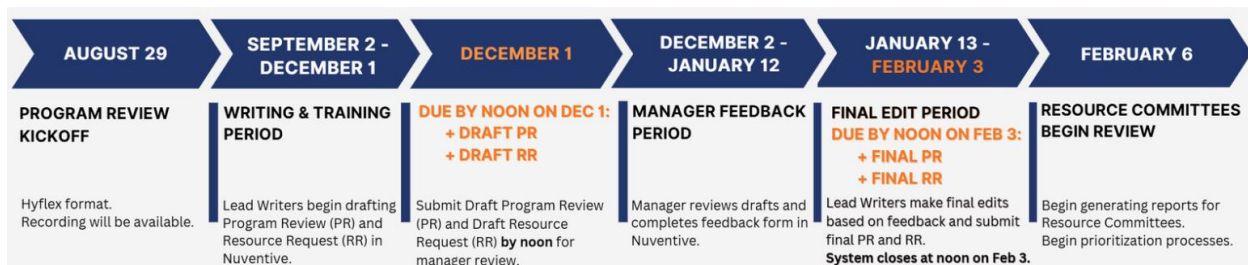 AUGUST 29
SEPTEMBER 2 -
DECEMBER 1
DECEMBER 1
DECEMBER 2 -
JANUARY 12
JANUARY 13 -
FEBRUARY 3
FEBRUARY 6
PROGRAM REVIEW
KICKOFF
Hyflex format.
Recording will be available.
WRITING & TRAINING
PERIOD
Lead Writers begin drafting
Program Review (PR) and
Resource Request (RR) in
Nuventive.
DUE BY NOON ON DEC 1:
+ DRAFT PR
+ DRAFT RR
Submit Draft Program Review
(PR) and Draft Resource
Request (RR) by noon for
manager review.
MANAGER FEEDBACK
PERIOD
Manager reviews drafts and
completes feedback form in
Nuventive.
FINAL EDIT PERIOD
DUE BY NOON ON FEB 3:
+ FINAL PR
+ FINAL RR
Lead Writers make final edits
based on feedback and submit
final PR and RR.
System closes at noon on Feb 3.
RESOURCE COMMITTEES
BEGIN REVIEW
Begin generating reports for
Resource Committees.
Begin prioritization processes.